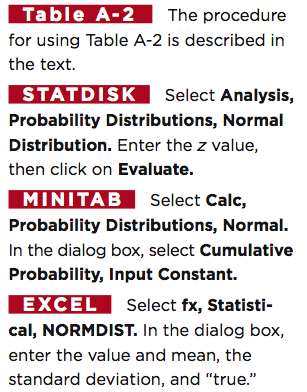 Table A-2 The procedure
for using Table A-2 is described in
the text.
STATDISK Select Analysis,
Probability Distributions, Normal
Distribution. Enter the z value,
then click on Evaluate.
MINITAB Select Calc,
Probability Distributions, Normal.
In the dialog box, select Cumulative
Probability, Input Constant.
EXCEL Select fx, Statisti-
cal, NORMDIST. In the dialog box,
enter the value and mean, the
standard deviation, and “true.”